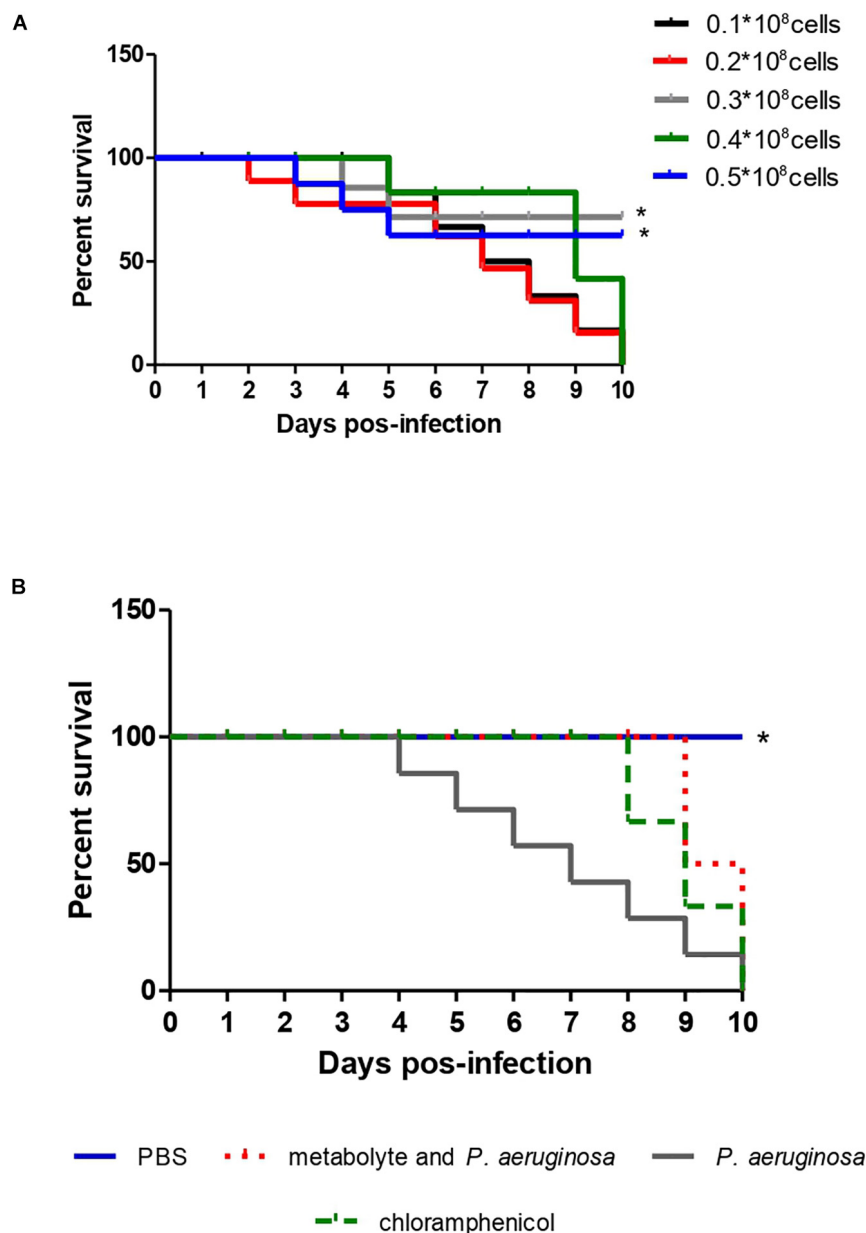 A
0.1*10⁸cells
0.2*10⁸cells
0.3*10⁸cells
0.4*10⁸cells
0.5*10⁸cells
150
100
50
0
Percent survival
*
*
0 1 2 3 4 5 6 7 8 9 10
Days pos-infection
B
150
100
50
0
Percent survival
*
0 1 2 3 4 5 6 7 8 9 10
Days pos-infection
PBS metabolyte and P. aeruginosa P. aeruginosa
chloramphenicol